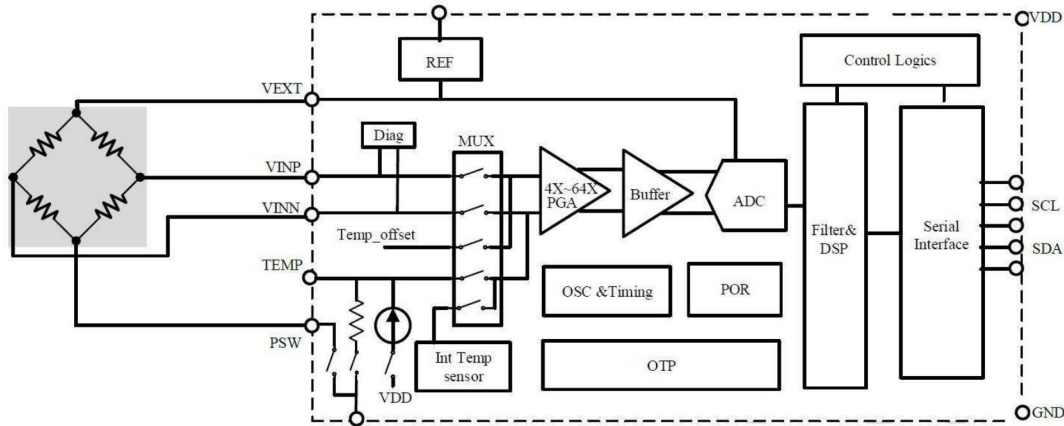 VDD
REF
Control Logics
VEXT
Diag
MUX
VINP
4X~64X
PGA
Buffer
ADC
SCL
VINN
Filter&
DSP
Serial
Interface
Temp_offset
SDA
TEMP
OSC &Timing
POR
PSW
Int Temp
sensor
OTP
VDD
GND